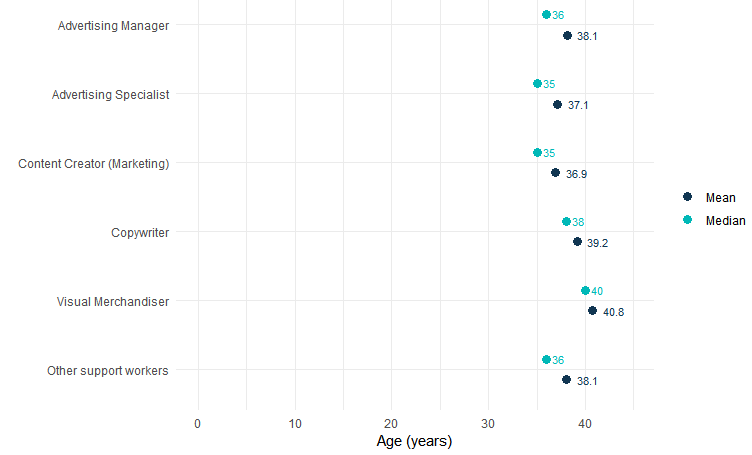 Advertising Manager
36
38.1
Advertising Specialist
35
37.1
Content Creator (Marketing)
35
36.9
Mean
Median
Copywriter
38
39.2
Visual Merchandiser
40
40.8
Other support workers
36
38.1
0 10 20 30 40
Age (years)